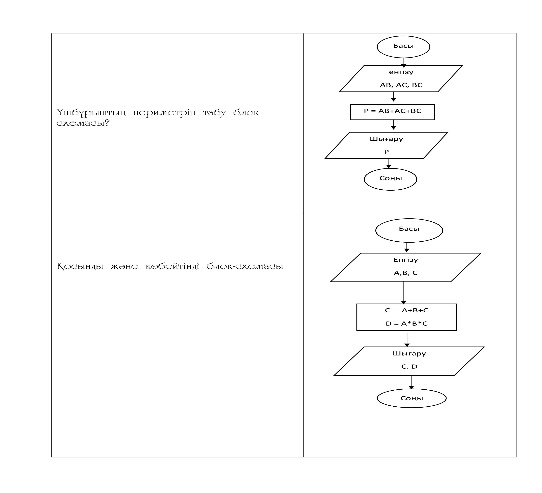 Үшбұрыштың периметрін табу блок
схемасы?
Басы
енгізу
AB, AC, BC
P = AB+AC+BC
Шығару
P
Соңы
Қосынды және көбейтінді блок-схемасы
Басы
Енгізу
A,B, C
C = A+B+C
D = A*B*C
Шығару
C, D
Соңы